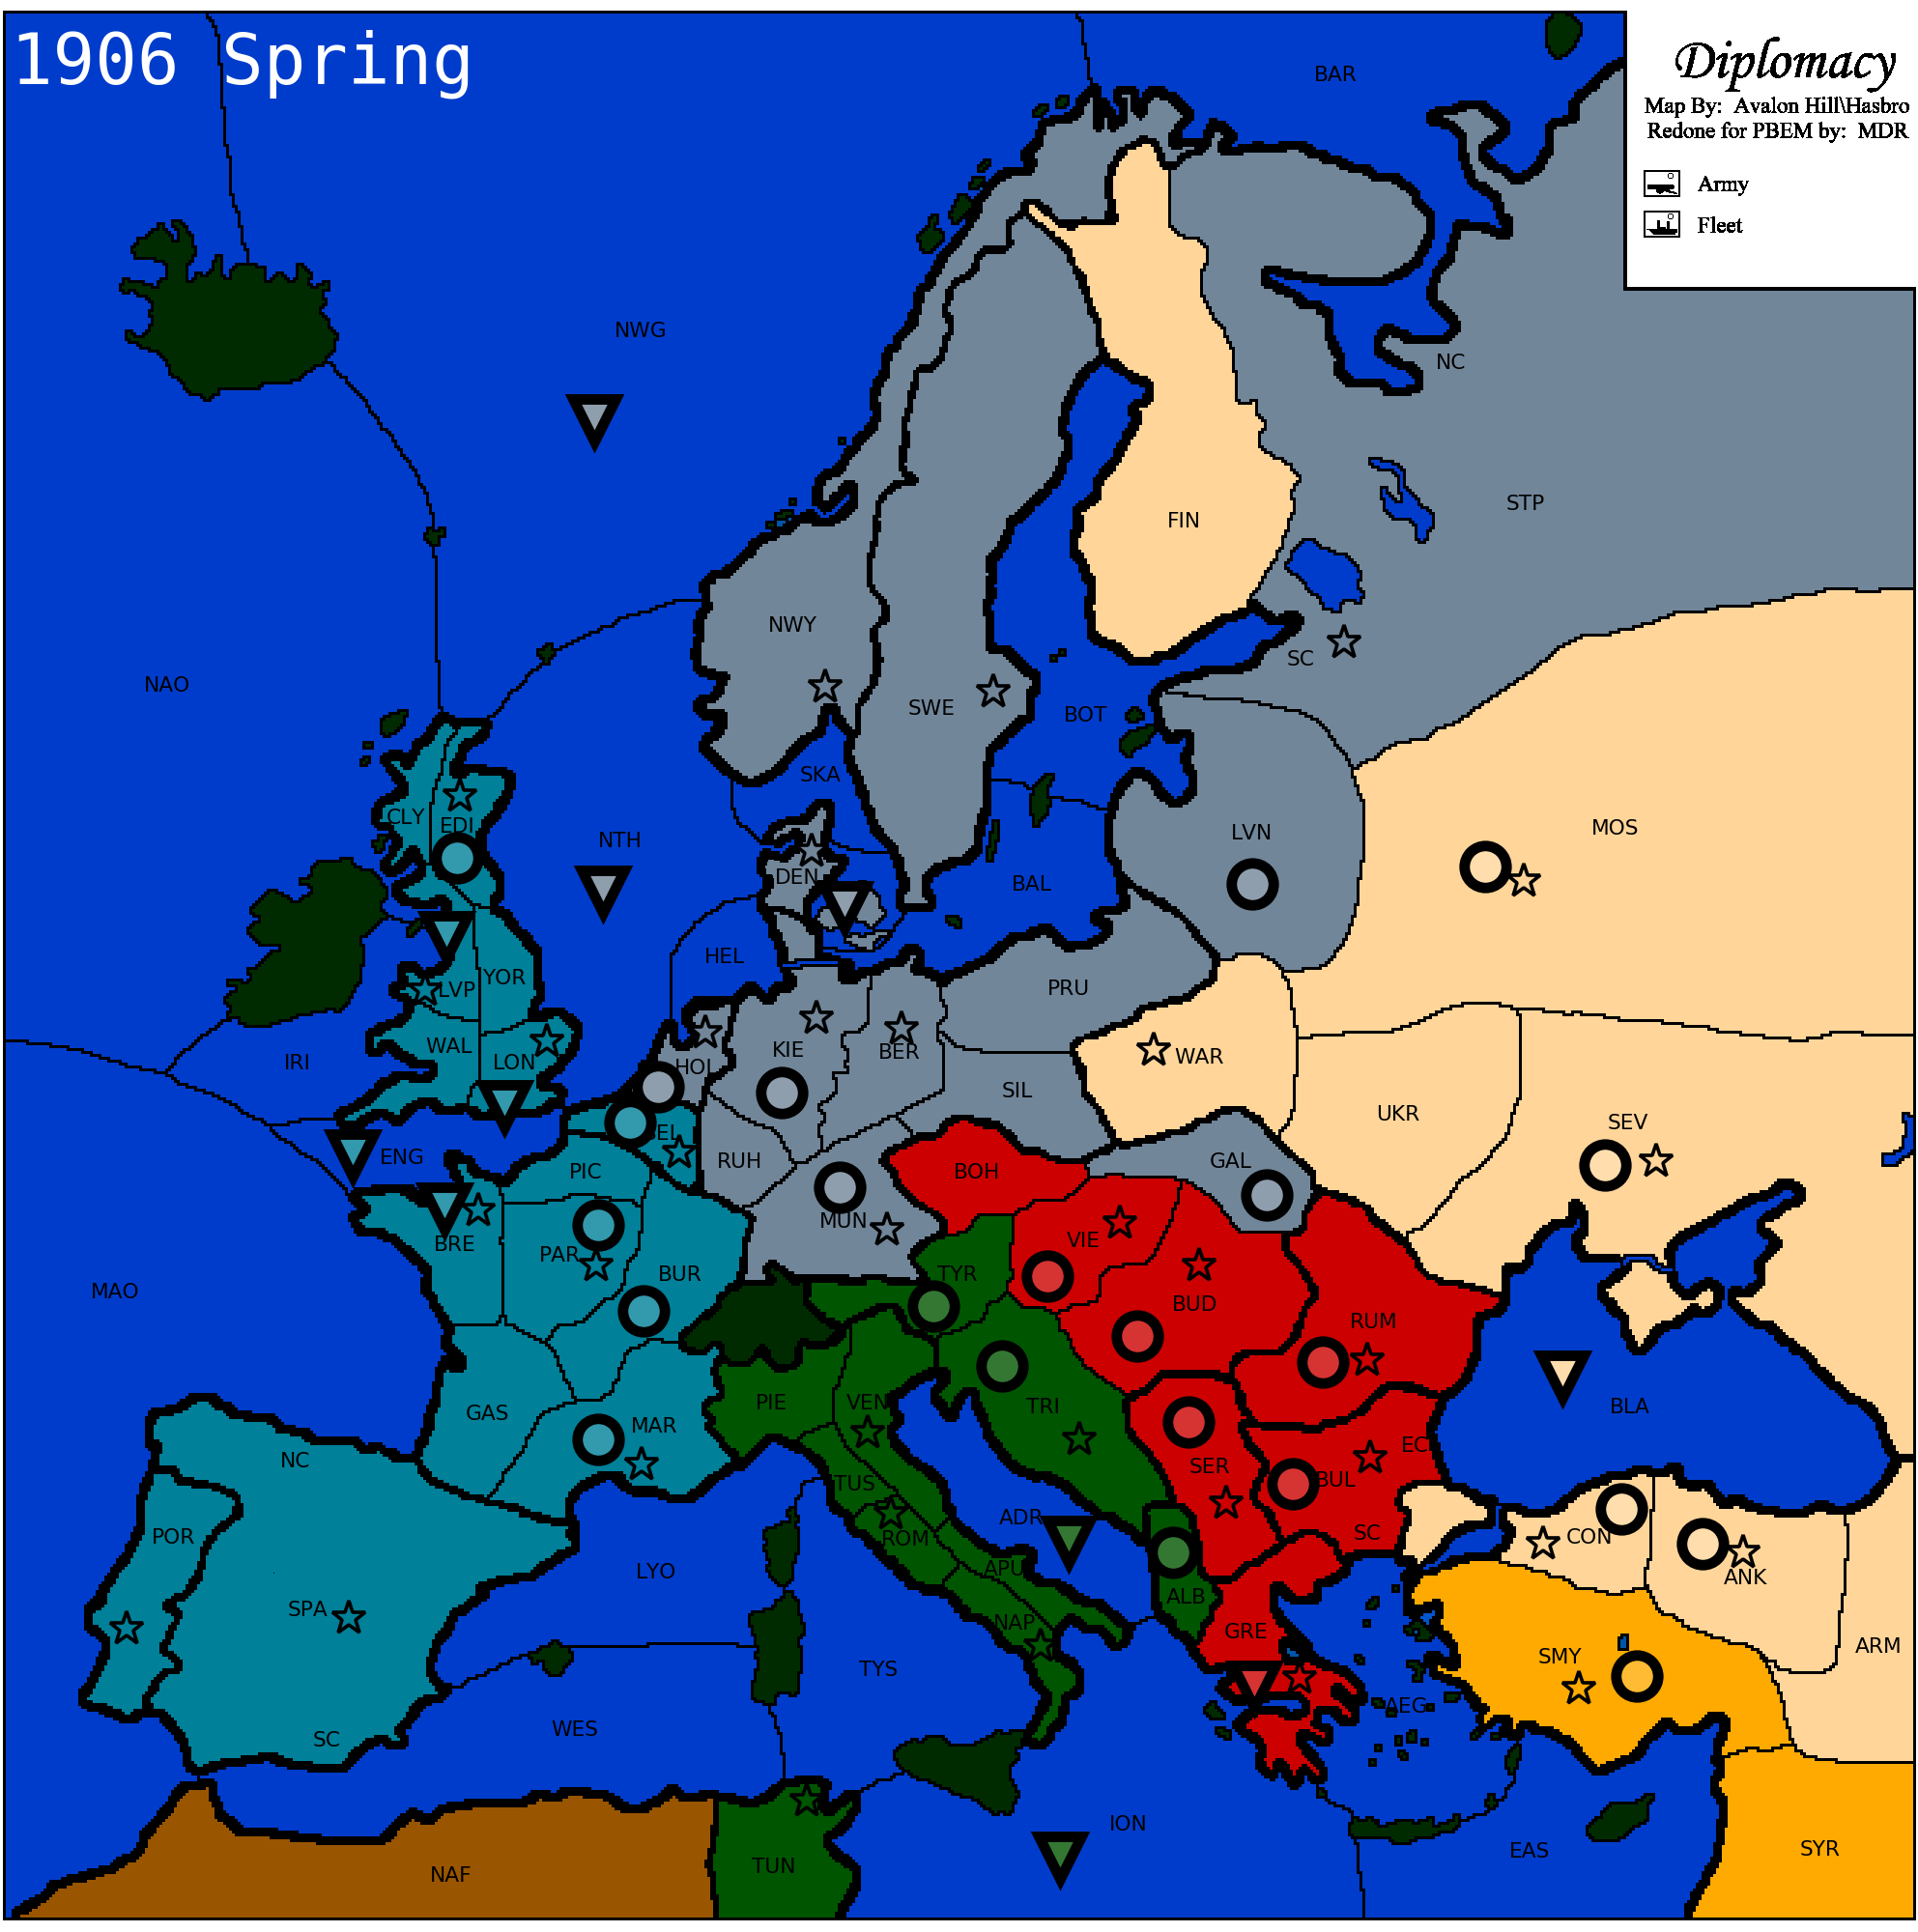 1906 Spring
Diplomacy
Map By: Avalon Hill\Hasbro
Redone for PBEM by: MDR
Army
Fleet
BAR
NWG
NC
STP
FIN
NWY
SC
NAO
SWE
BOT
SKA
CLY
EDI
NTH
LVN
MOS
DEN
BAL
HEL
YOR
LVP
PRU
WAL
LON
IRI
KIE
BER
WAR
HOL
SIL
UKR
SEV
BEL
ENG
PIC
RUH
BOH
GAL
MUN
BRE
PAR
VIE
TYR
BUR
MAO
BUD
RUM
PIE
VEN
TRI
BLA
GAS
MAR
EC
NC
SER
TUS
BUL
ADR
SC
POR
ROM
CON
LYO
APU
ANK
ALB
SPA
NAP
GRE
SMY
ARM
TYS
AEG
WES
SC
ION
EAS
SYR
TUN
NAF